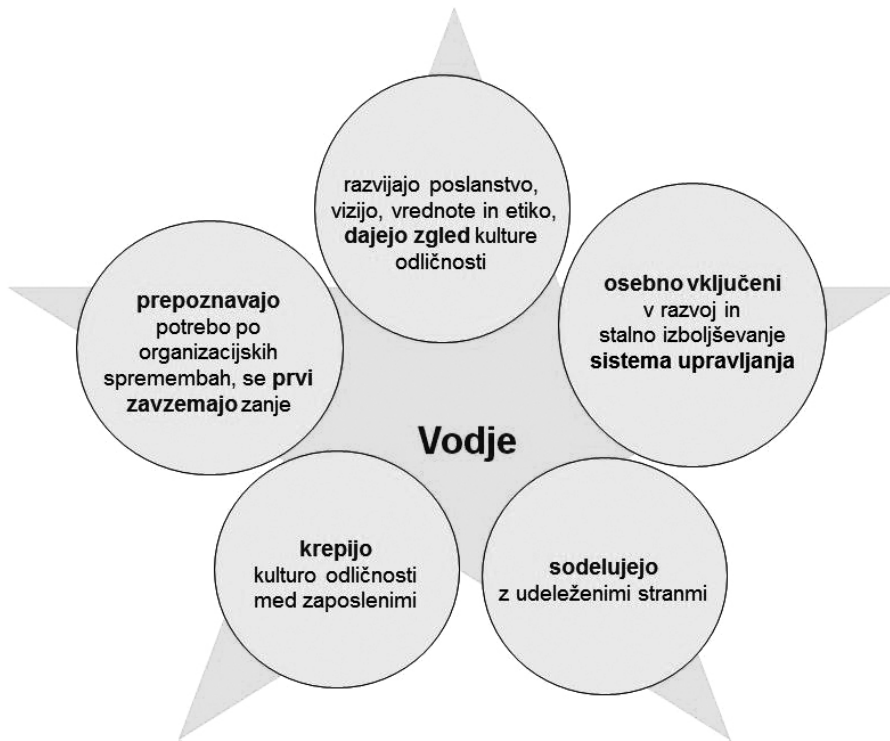 razvijajo poslanstvo,
vizijo, vrednote in etiko,
dajejo zgled kulture
odličnosti
osebno vključeni
v razvoj in
stalno izboljševanje
sistema upravljanja
prepoznavajo
potrebo po
organizacijskih
spremembah, se prvi
zavzemajo zanje
Vodje
krepijo
kulturo odličnosti
med zaposlenimi
sodelujejo
z udeleženimi stranmi